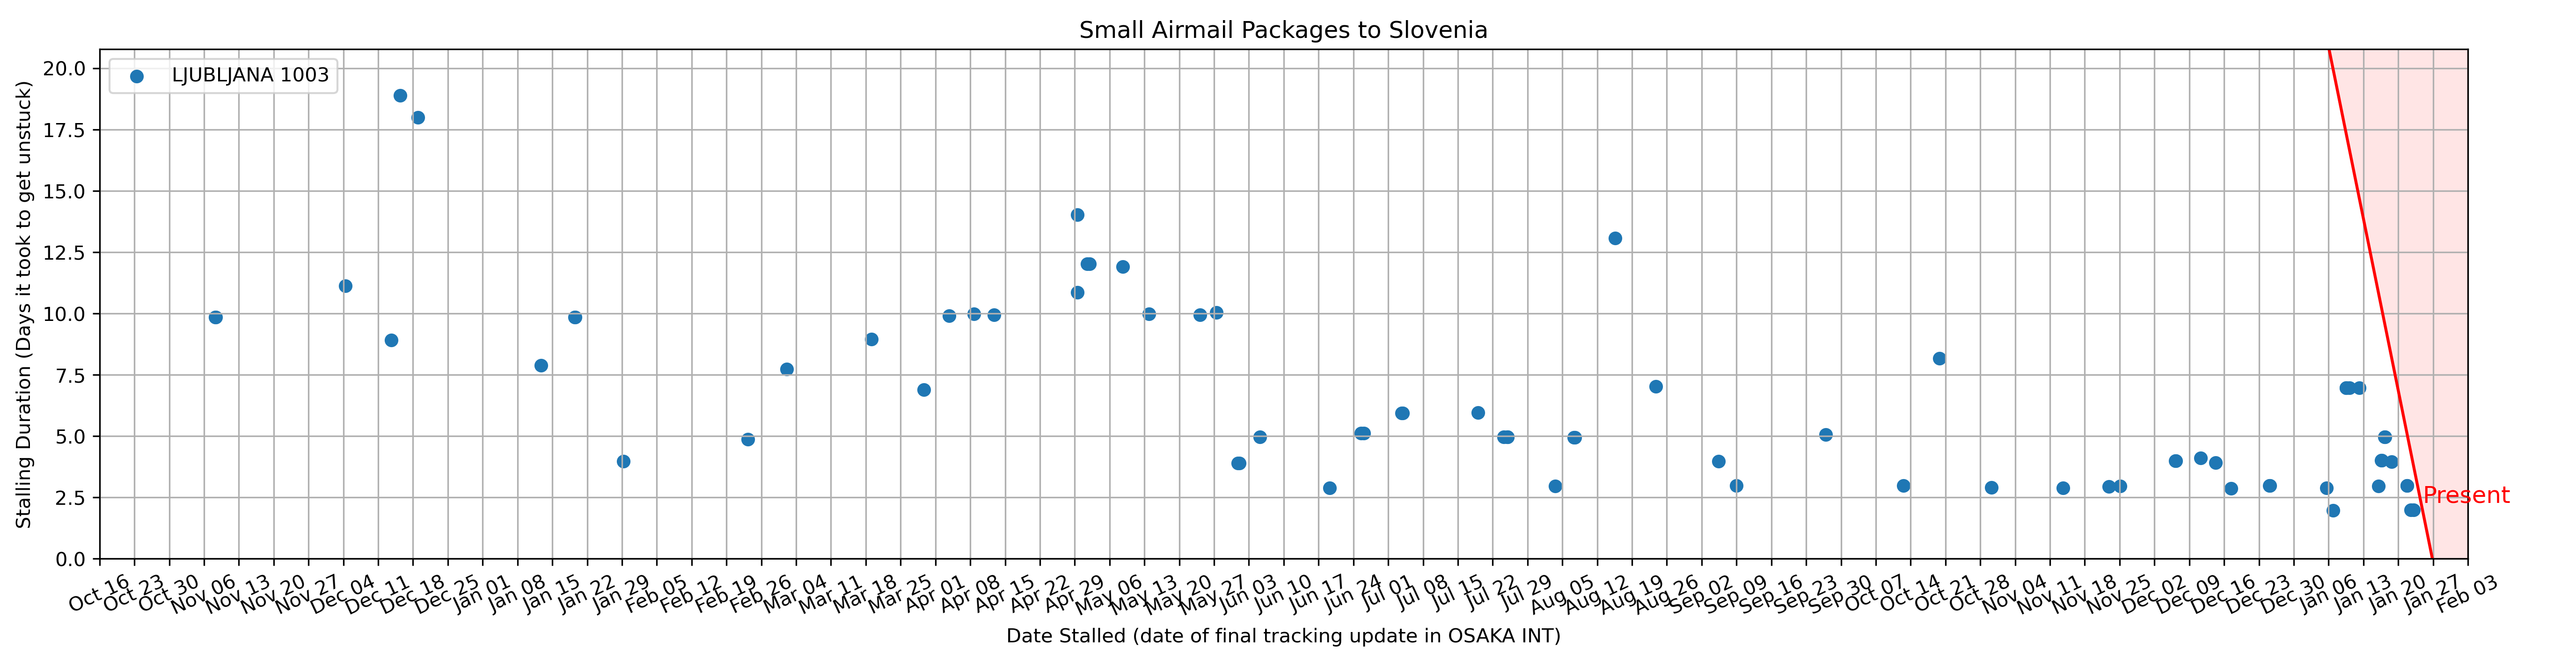 Small Airmail Packages to Slovenia
LJUBLJANA 1003
Stalling Duration (Days it took to get unstuck)
20.0
17.5
15.0
12.5
10.0
7.5
5.0
2.5
0.0
Present
Oct 16 Oct 23 Oct 30 Nov 06 Nov 13 Nov 20 Nov 27 Dec 04 Dec 11 Dec 18 Dec 25 Jan 01 Jan 08 Jan 15 Jan 22 Jan 29 Feb 05 Feb 12 Feb 19 Feb 26 Mar 04 Mar 11 Mar 18 Mar 25 Apr 01 Apr 08 Apr 15 Apr 22 Apr 29 May 06 May 13 May 20 May 27 Jun 03 Jun 10 Jun 17 Jun 24 Jul 01 Jul 08 Jul 15 Jul 22 Jul 29 Aug 05 Aug 12 Aug 19 Aug 26 Sep 02 Sep 09 Sep 16 Sep 23 Sep 30 Oct 07 Oct 14 Oct 21 Oct 28 Nov 04 Nov 11 Nov 18 Nov 25 Dec 02 Dec 09 Dec 16 Dec 23 Dec 30 Jan 06 Jan 13 Jan 20 Jan 27 Feb 03
Date Stalled (date of final tracking update in OSAKA INT)